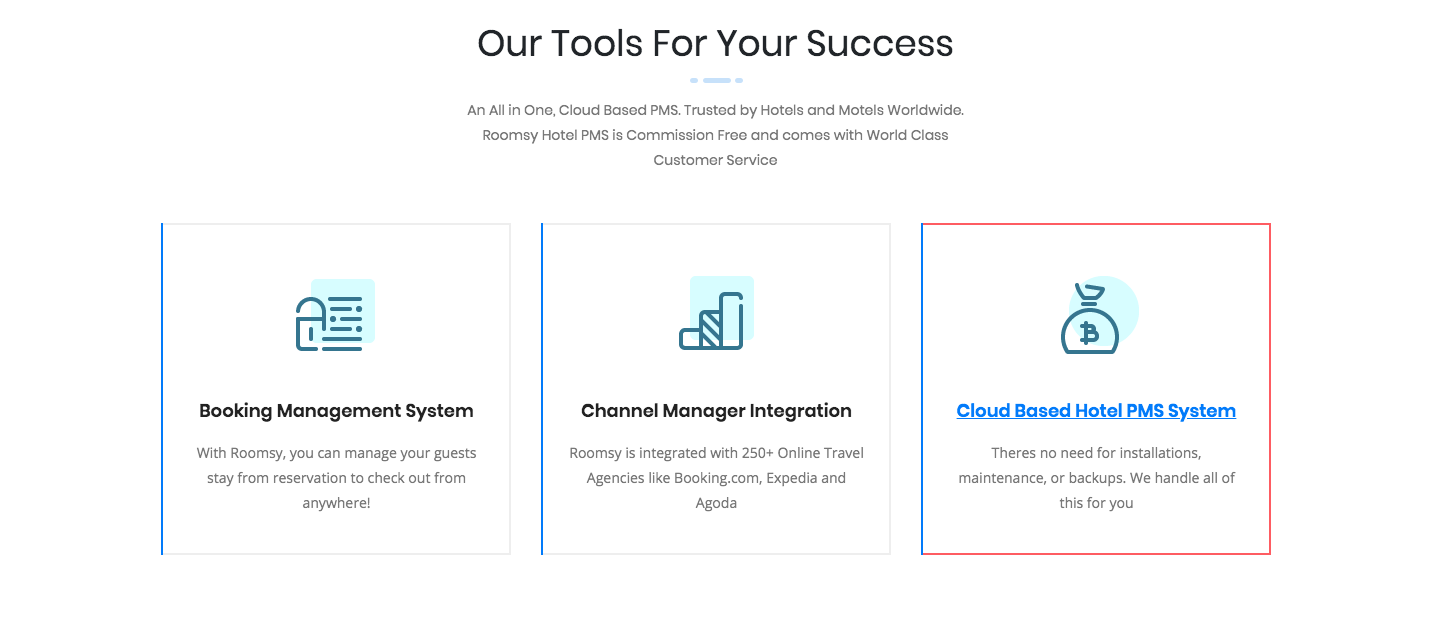 Our Tools For Your Success
An All in One, Cloud Based PMS. Trusted by Hotels and Motels Worldwide.
Roomsy Hotel PMS is Commission Free and comes with World Class
Customer Service
Booking Management System
With Roomsy, you can manage your guests
stay from reservation to check out from
anywhere!
Channel Manager Integration
Roomsy is integrated with 250+ Online Travel
Agencies like Booking.com, Expedia and
Agoda
Cloud Based Hotel PMS System
Theres no need for installations,
maintenance, or backups. We handle all of
this for you